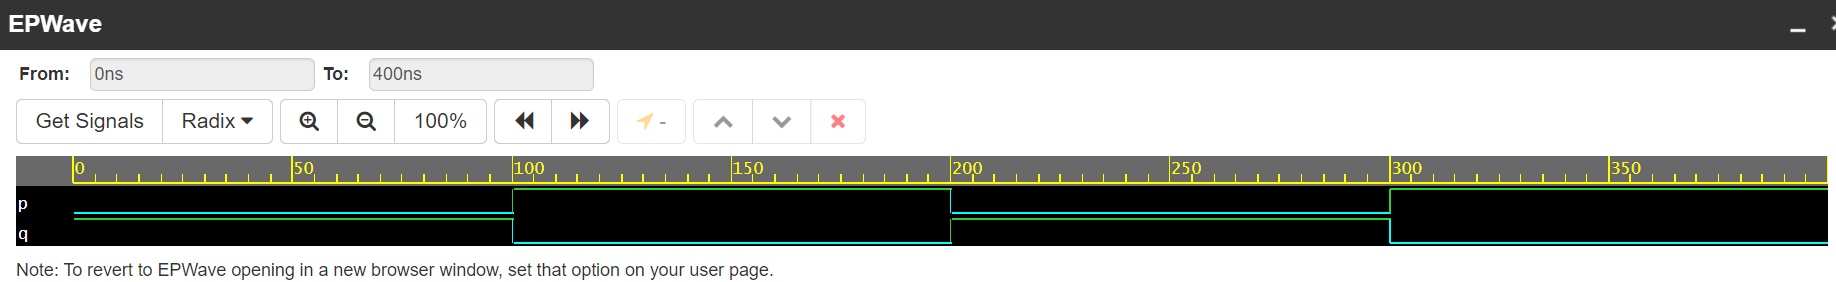 EPWave
From: 0ns To: 400ns
Get Signals Radix 100% -
0 50 100 150 200 250 300 350
p
q
Note: To revert to EPWave opening in a new browser window, set that option on your user page.